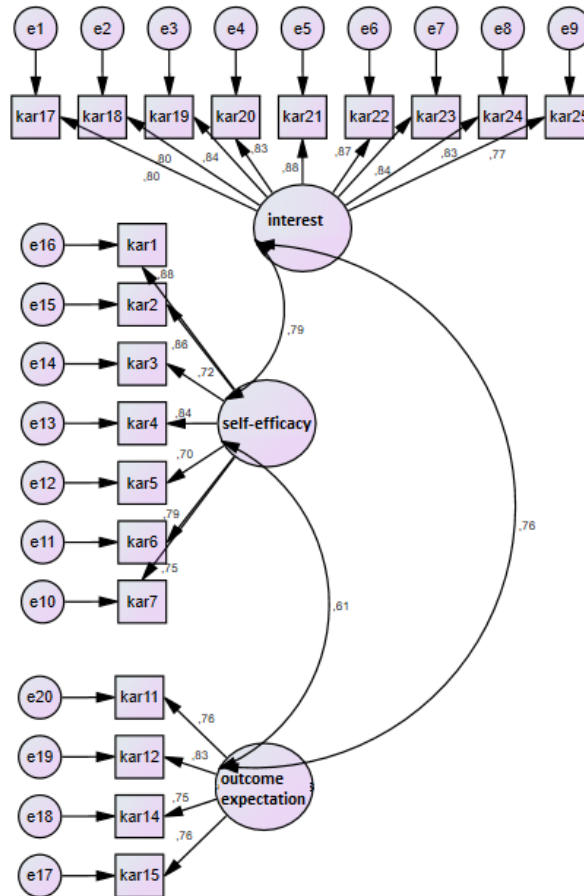 e1 e2 e3 e4 e5 e6 e7 e8 e9
kar17 kar18 kar19 kar20 kar21 kar22 kar23 kar24 kar25
,80 ,80 ,84 ,83 ,88 ,87 ,84 ,83 ,77
interest
e16 kar1
,88
e15 kar2
,79
,86
e14 kar3
,72
e13 kar4 ,84 self-efficacy
,70
e12 kar5
,79
e11 kar6
,76
,75
e10 kar7
,61
e20 kar11
,76
e19 kar12 ,83
outcome
expectation
e18 kar14 ,75
,76
e17 kar15